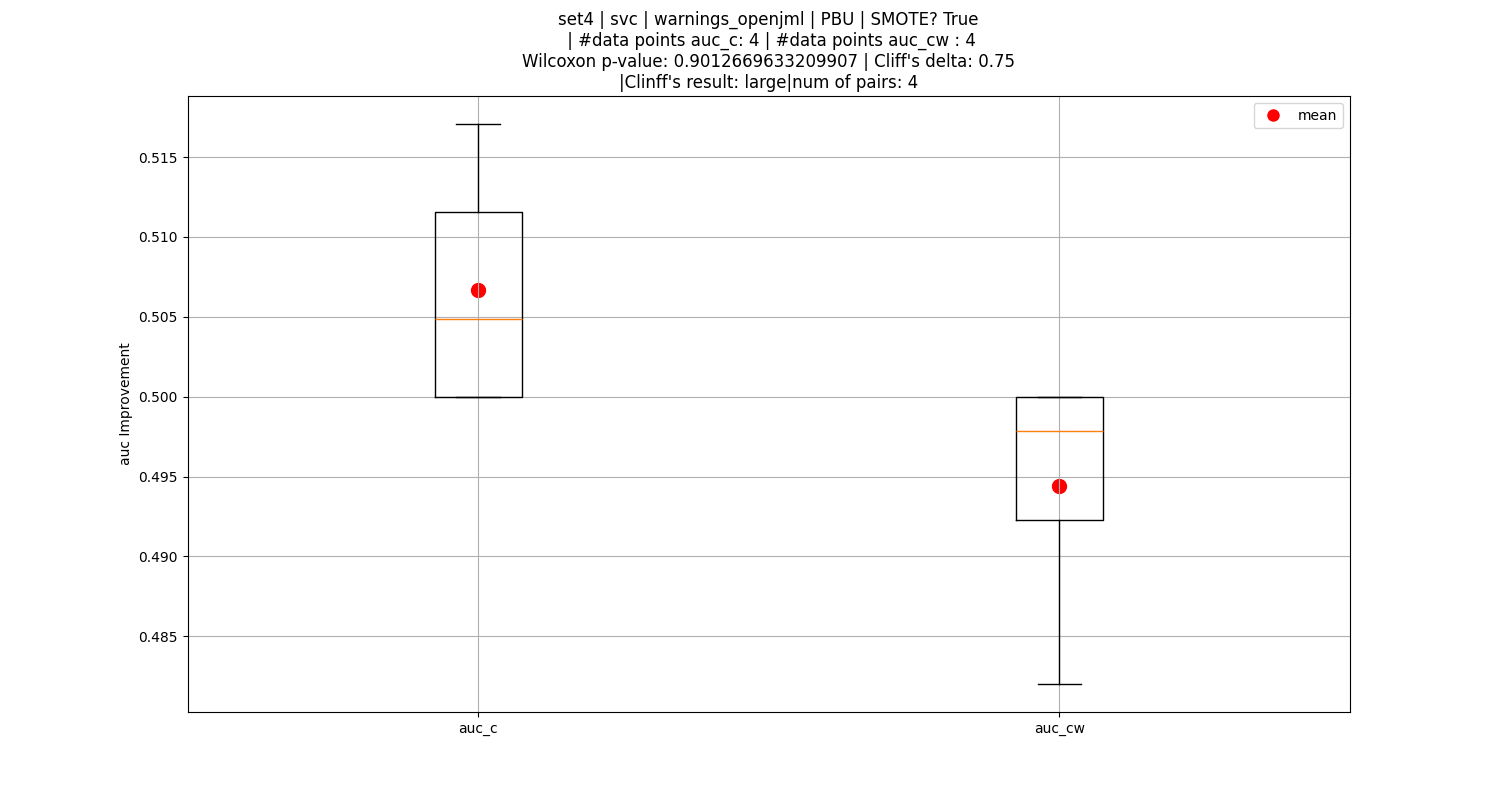 set4 | svc | warnings_openjml | PBU | SMOTE? True
| #data points auc_c: 4 | #data points auc_cw : 4
Wilcoxon p-value: 0.9012669633209907 | Cliff's delta: 0.75
|Clinff's result: large|num of pairs: 4
mean
0.515
0.510
0.505
0.500
0.495
0.490
0.485
auc Improvement
auc_c
auc_cw